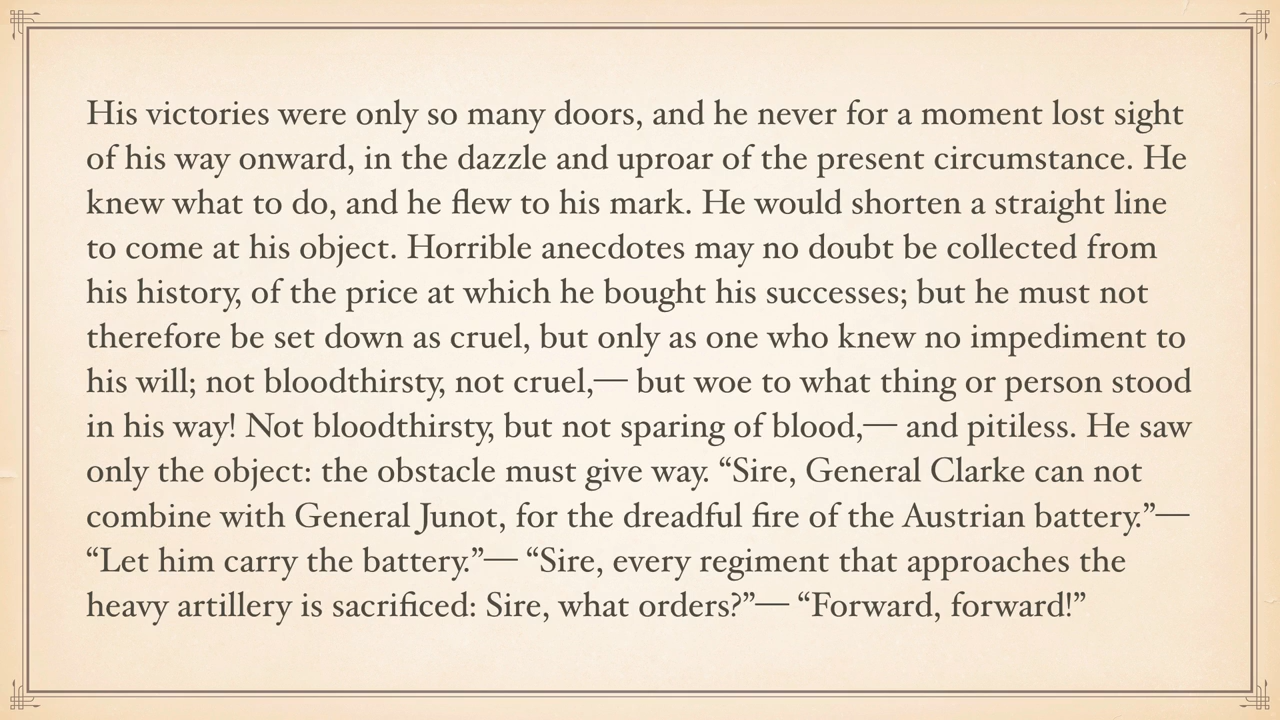 His victories were only so many doors, and he never for a moment lost sight
of his way onward, in the dazzle and uproar of the present circumstance. He
knew what to do, and he flew to his mark. He would shorten a straight line
to come at his object. Horrible anecdotes may no doubt be collected from
his history, of the price at which he bought his successes; but he must not
therefore be set down as cruel, but only as one who knew no impediment to
his will; not bloodthirsty, not cruel,— but woe to what thing or person stood
in his way! Not bloodthirsty, but not sparing of blood,— and pitiless. He saw
only the object: the obstacle must give way. “Sire, General Clarke can not
combine with General Junot, for the dreadful fire of the Austrian battery.”—
“Let him carry the battery.”— “Sire, every regiment that approaches the
heavy artillery is sacrificed: Sire, what orders?”— “Forward, forward!”